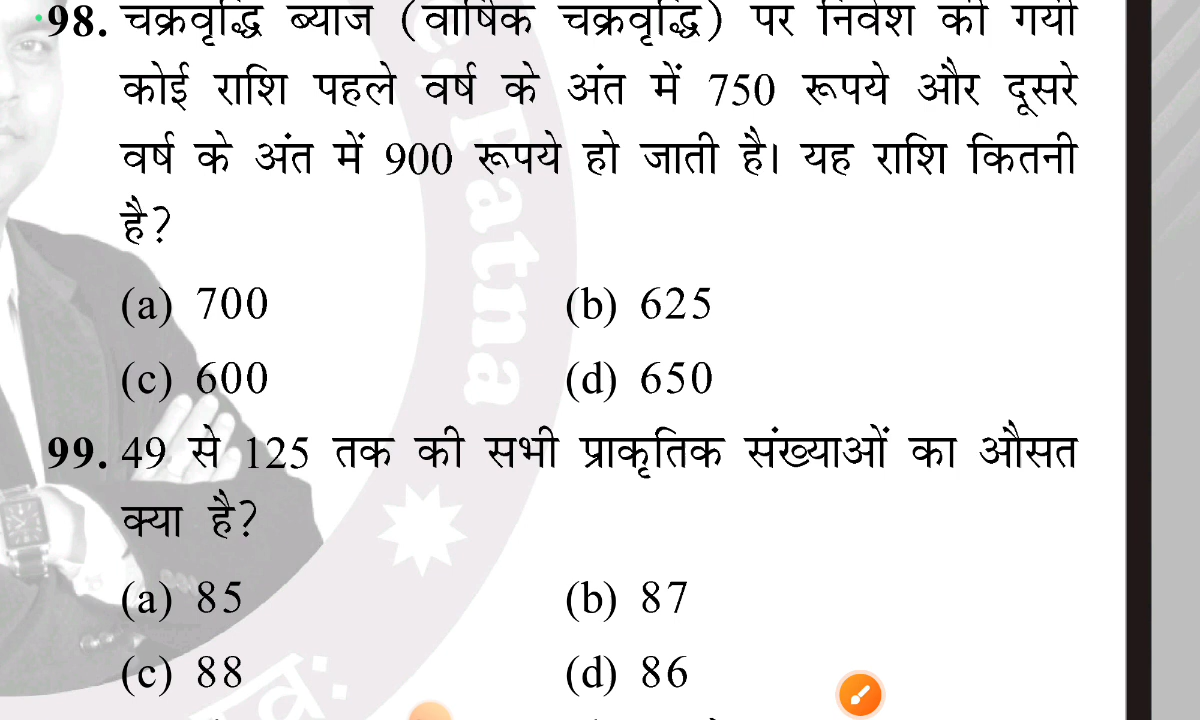 98. चक्रवृद्धि ब्याज (वार्षिक चक्रवृद्धि) पर निवेश की गयी
कोई राशि पहले वर्ष के अंत में 750 रूपये और दूसरे
वर्ष के अंत में 900 रूपये हो जाती है। यह राशि कितनी
है?
(a) 700 (b) 625
(c) 600 (d) 650
99. 49 से 125 तक की सभी प्राकृतिक संख्याओं का औसत
क्या है?
(a) 85 (b) 87
(c) 88 (d) 86
Patna